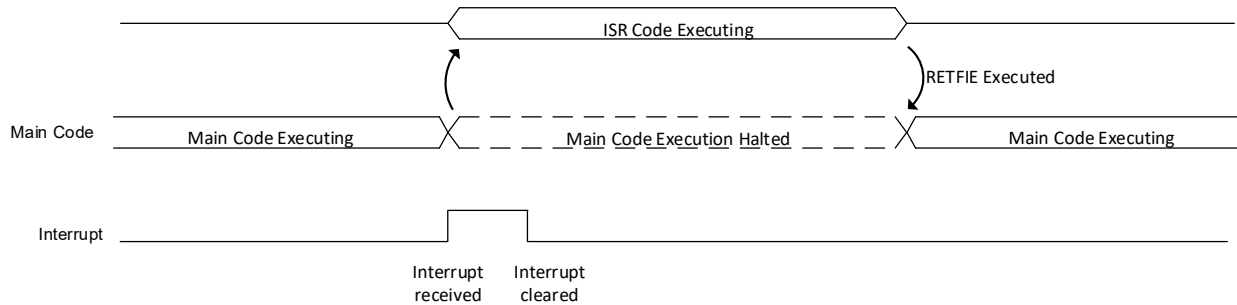 ISR Code Executing
RETFIE Executed
Main Code
Main Code Executing
Main Code Execution Halted
Main Code Executing
Interrupt
Interrupt
received
Interrupt
cleared